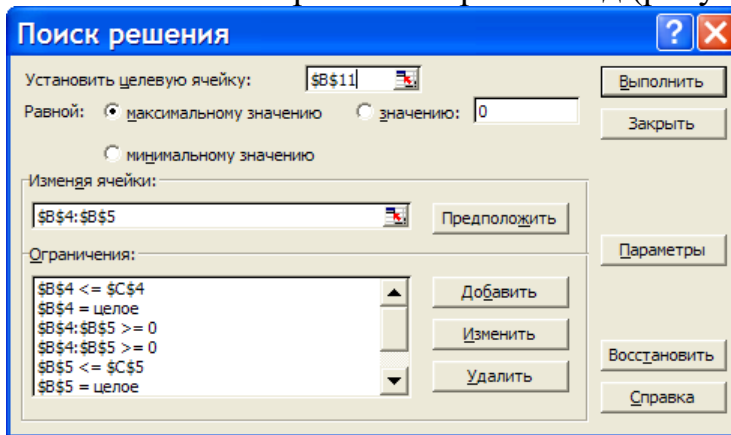 Поиск решения
Установить целевую ячейку: $B$11
Выполнить
Равной: максимальному значению значению: 0
Закрыть
минимальному значению
Изменяя ячейки:
$B$4:$B$5 Предположить
Параметры
Ограничения:
$B$4 <= $C$4
$B$4 = целое
$B$4:$B$5 >= 0
$B$4:$B$5 >= 0
$B$5 <= $C$5
$B$5 = целое
Добавить
Изменить
Удалить
Восстановить
Справка